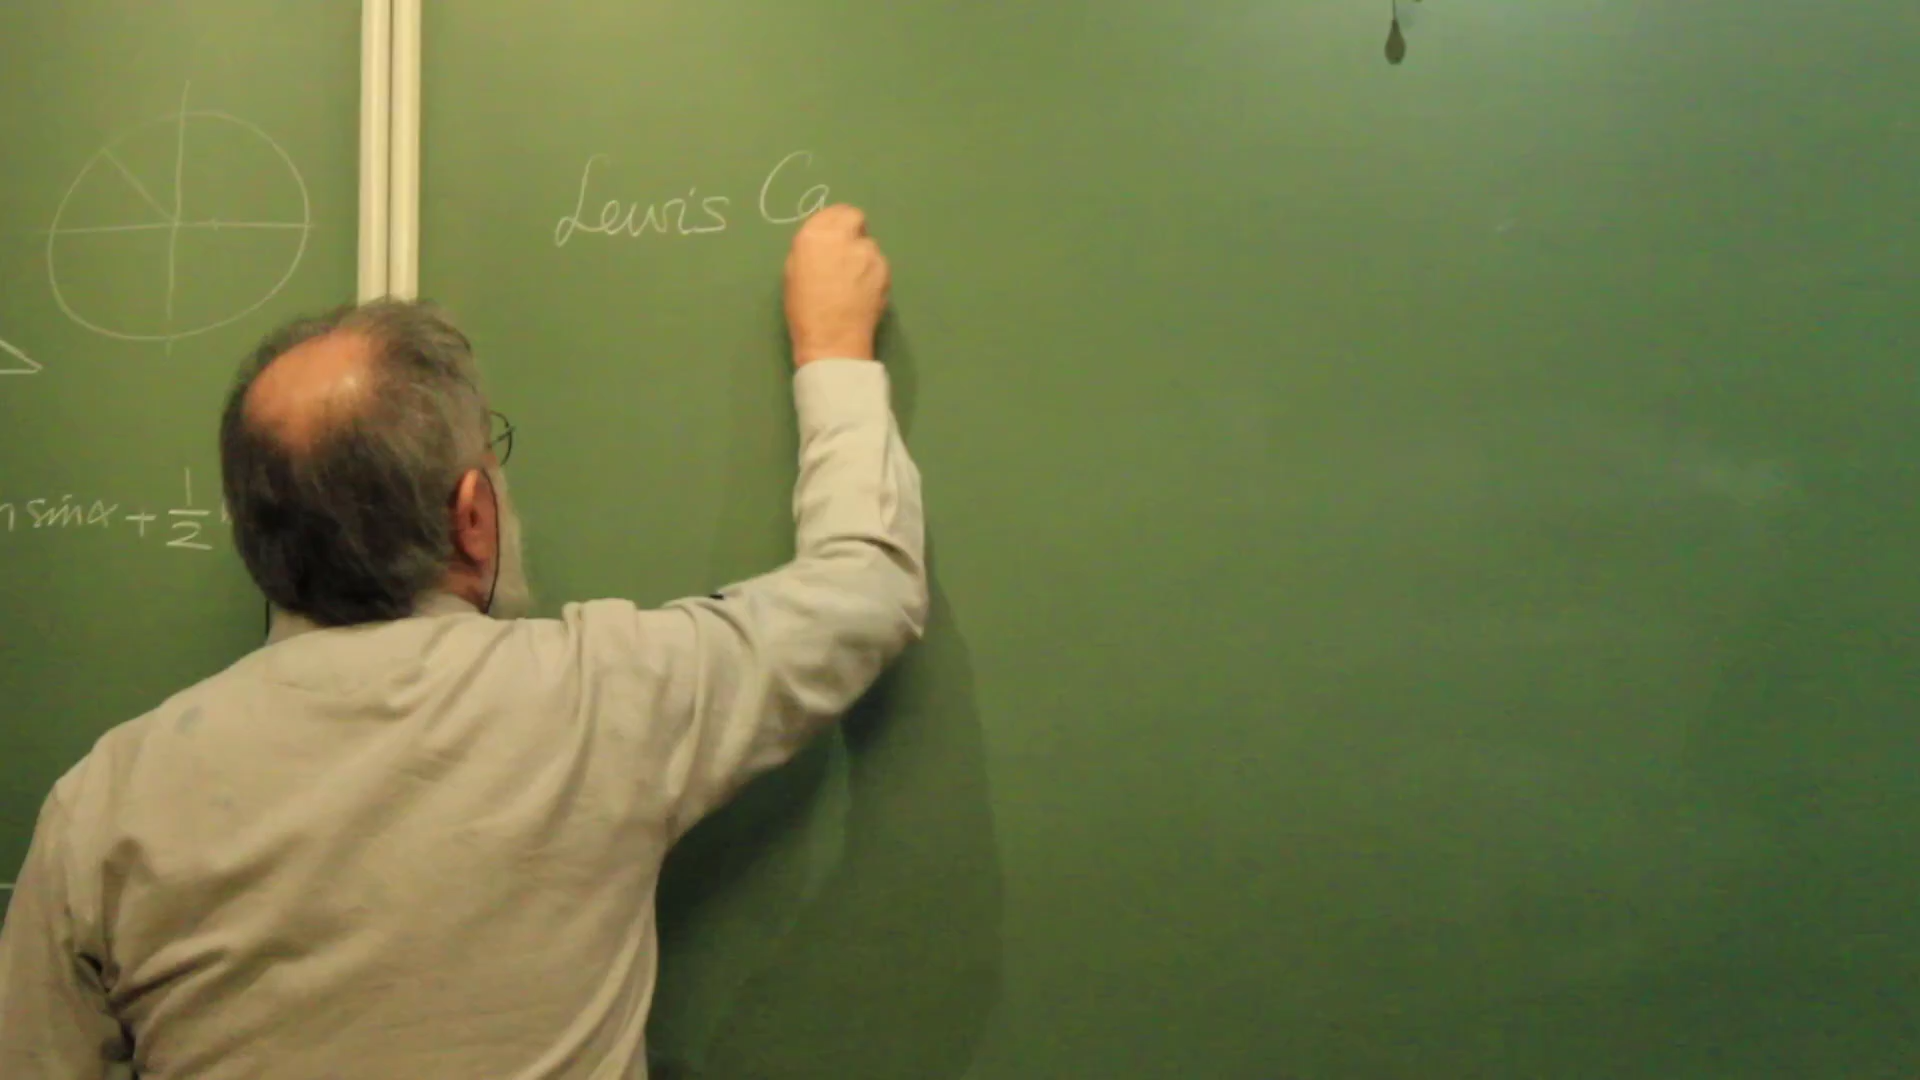 Lewis Ca
sinα + 1/2